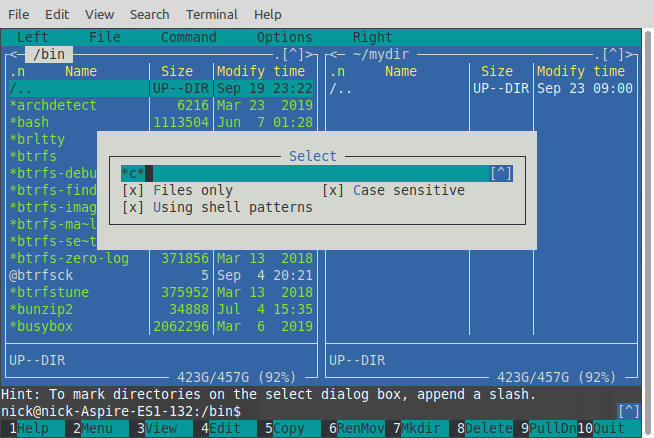 File Edit View Search Terminal Help
Left File Command Options Right
<─ /bin .[^]> <─ ~/mydir .[^]>
.n Name Size Modify time .n Name Size Modify time
/.. UP--DIR Sep 19 23:22 /.. UP--DIR Sep 23 09:00
*archdetect 6216 Mar 23 2019
*bash 1113504 Jun 7 01:28
*brltty
*btrfs Select
*btrfs-debu *c* [^]
*btrfs-find [x] Files only [x] Case sensitive
*btrfs-imag [x] Using shell patterns
*btrfs-ma~l
*btrfs-se~t
*btrfs-zero-log 371856 Mar 13 2018
@btrfsck 5 Sep 4 20:21
*btrfstune 375952 Mar 13 2018
*bunzip2 34888 Jul 4 15:35
*busybox 2062296 Mar 6 2019
UP--DIR UP--DIR
423G/457G (92%) 423G/457G (92%)
Hint: To mark directories on the select dialog box, append a slash.
nick@nick-Aspire-ES1-132:/bin$ [^]
1Help 2Menu 3View 4Edit 5Copy 6RenMov 7Mkdir 8Delete 9PullDn 10Quit